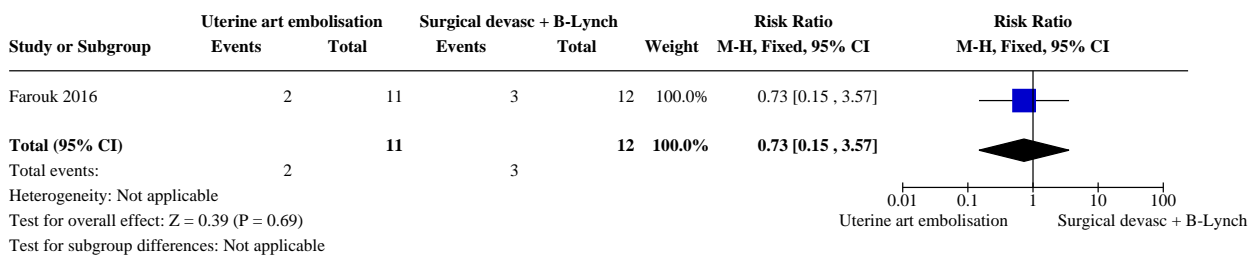 Uterine art embolisation Surgical devasc + B-Lynch Risk Ratio Risk Ratio
Study or Subgroup Events Total Events Total Weight M-H, Fixed, 95% CI M-H, Fixed, 95% CI
Farouk 2016 2 11 3 12 100.0% 0.73 [0.15 , 3.57]
Total (95% CI) 11 12 100.0% 0.73 [0.15 , 3.57]
Total events: 2 3
Heterogeneity: Not applicable
0.01 0.1 1 10 100
Test for overall effect: Z = 0.39 (P = 0.69)
Uterine art embolisation Surgical devasc + B-Lynch
Test for subgroup differences: Not applicable